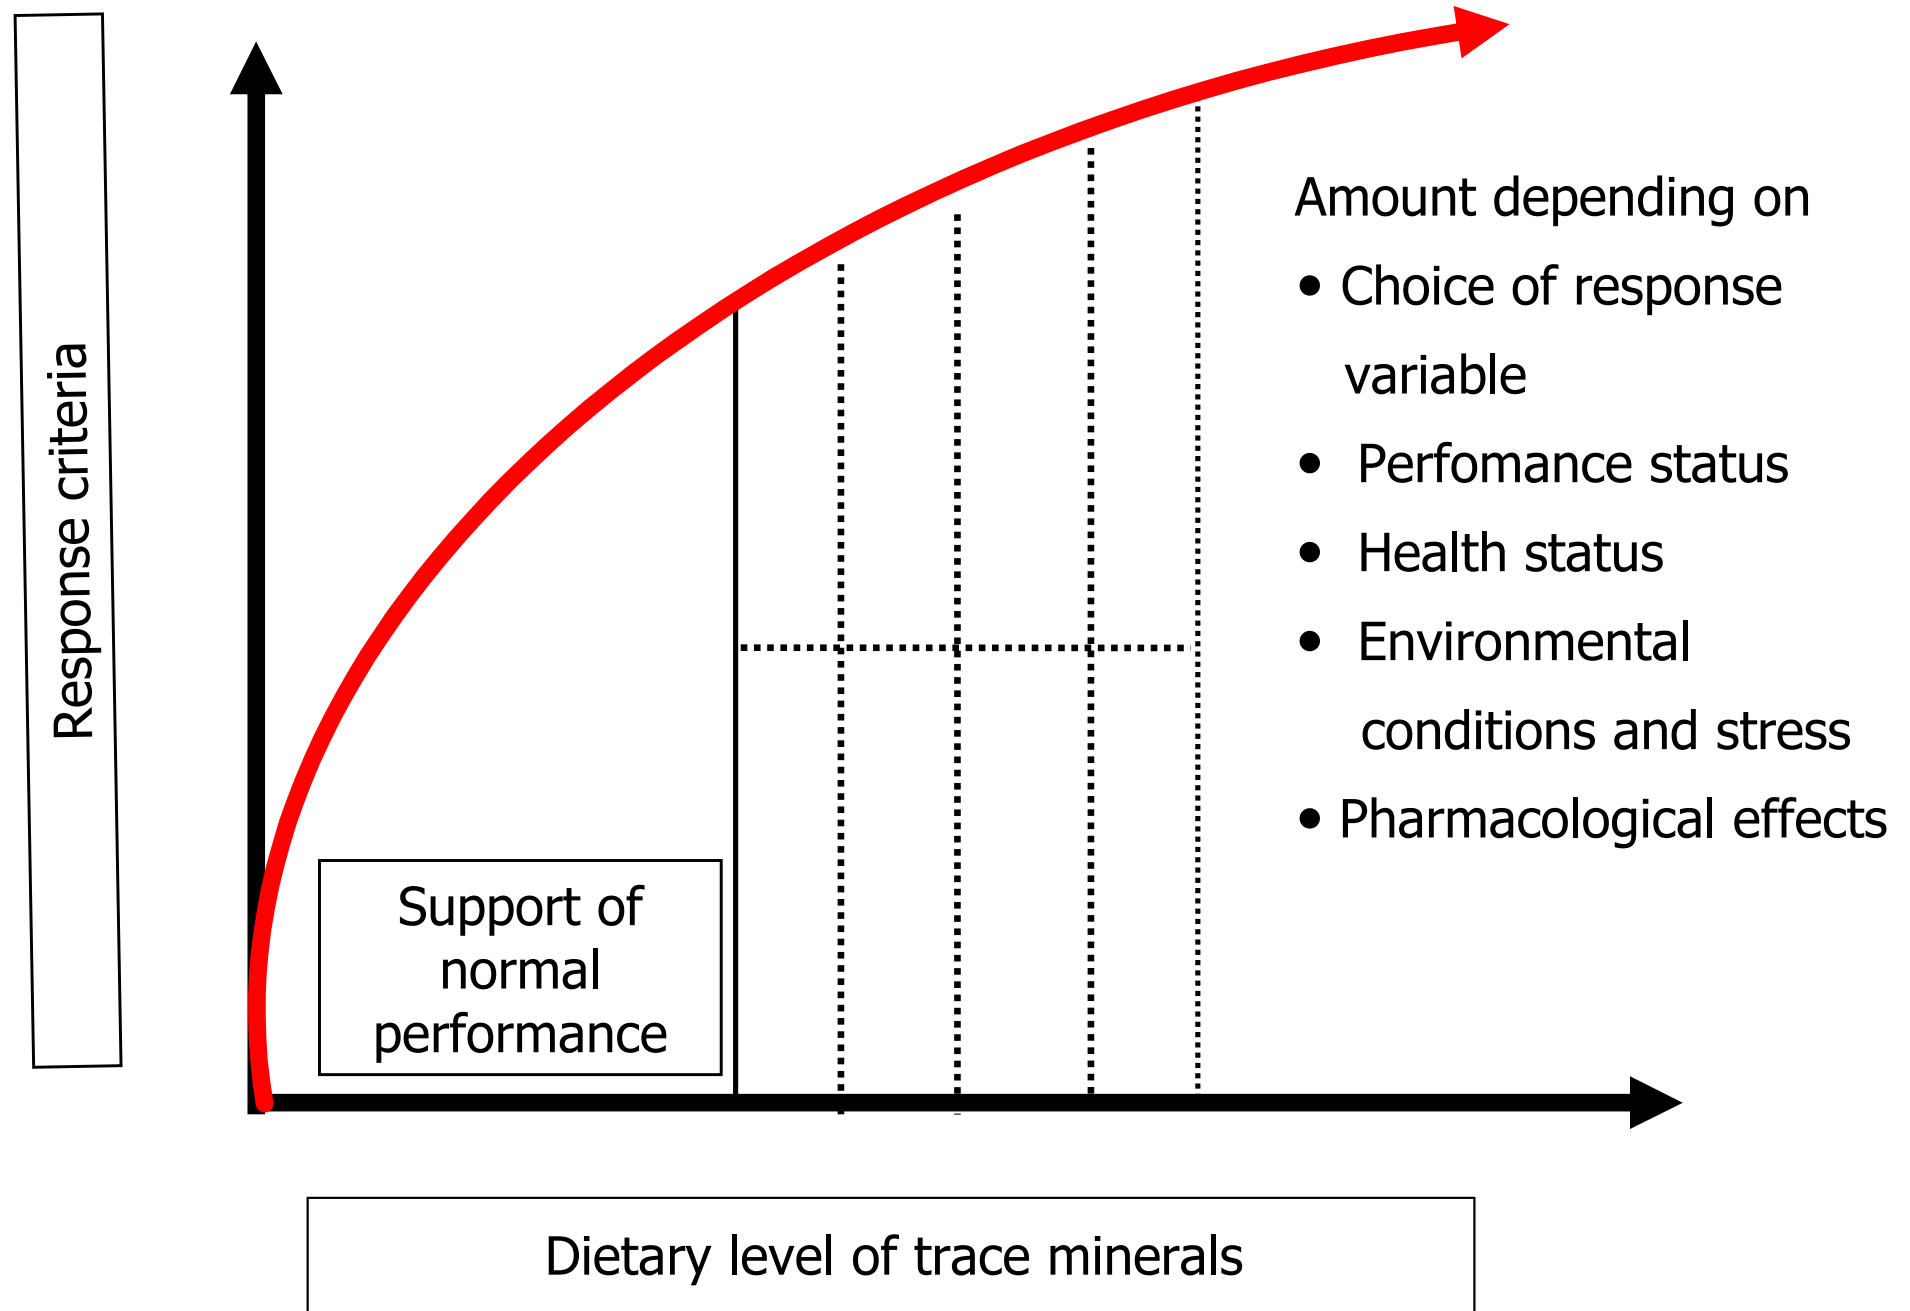 Response criteria
Amount depending on
• Choice of response
variable
• Perfomance status
• Health status
• Environmental
conditions and stress
• Pharmacological effects
Support of
normal
performance
Dietary level of trace minerals